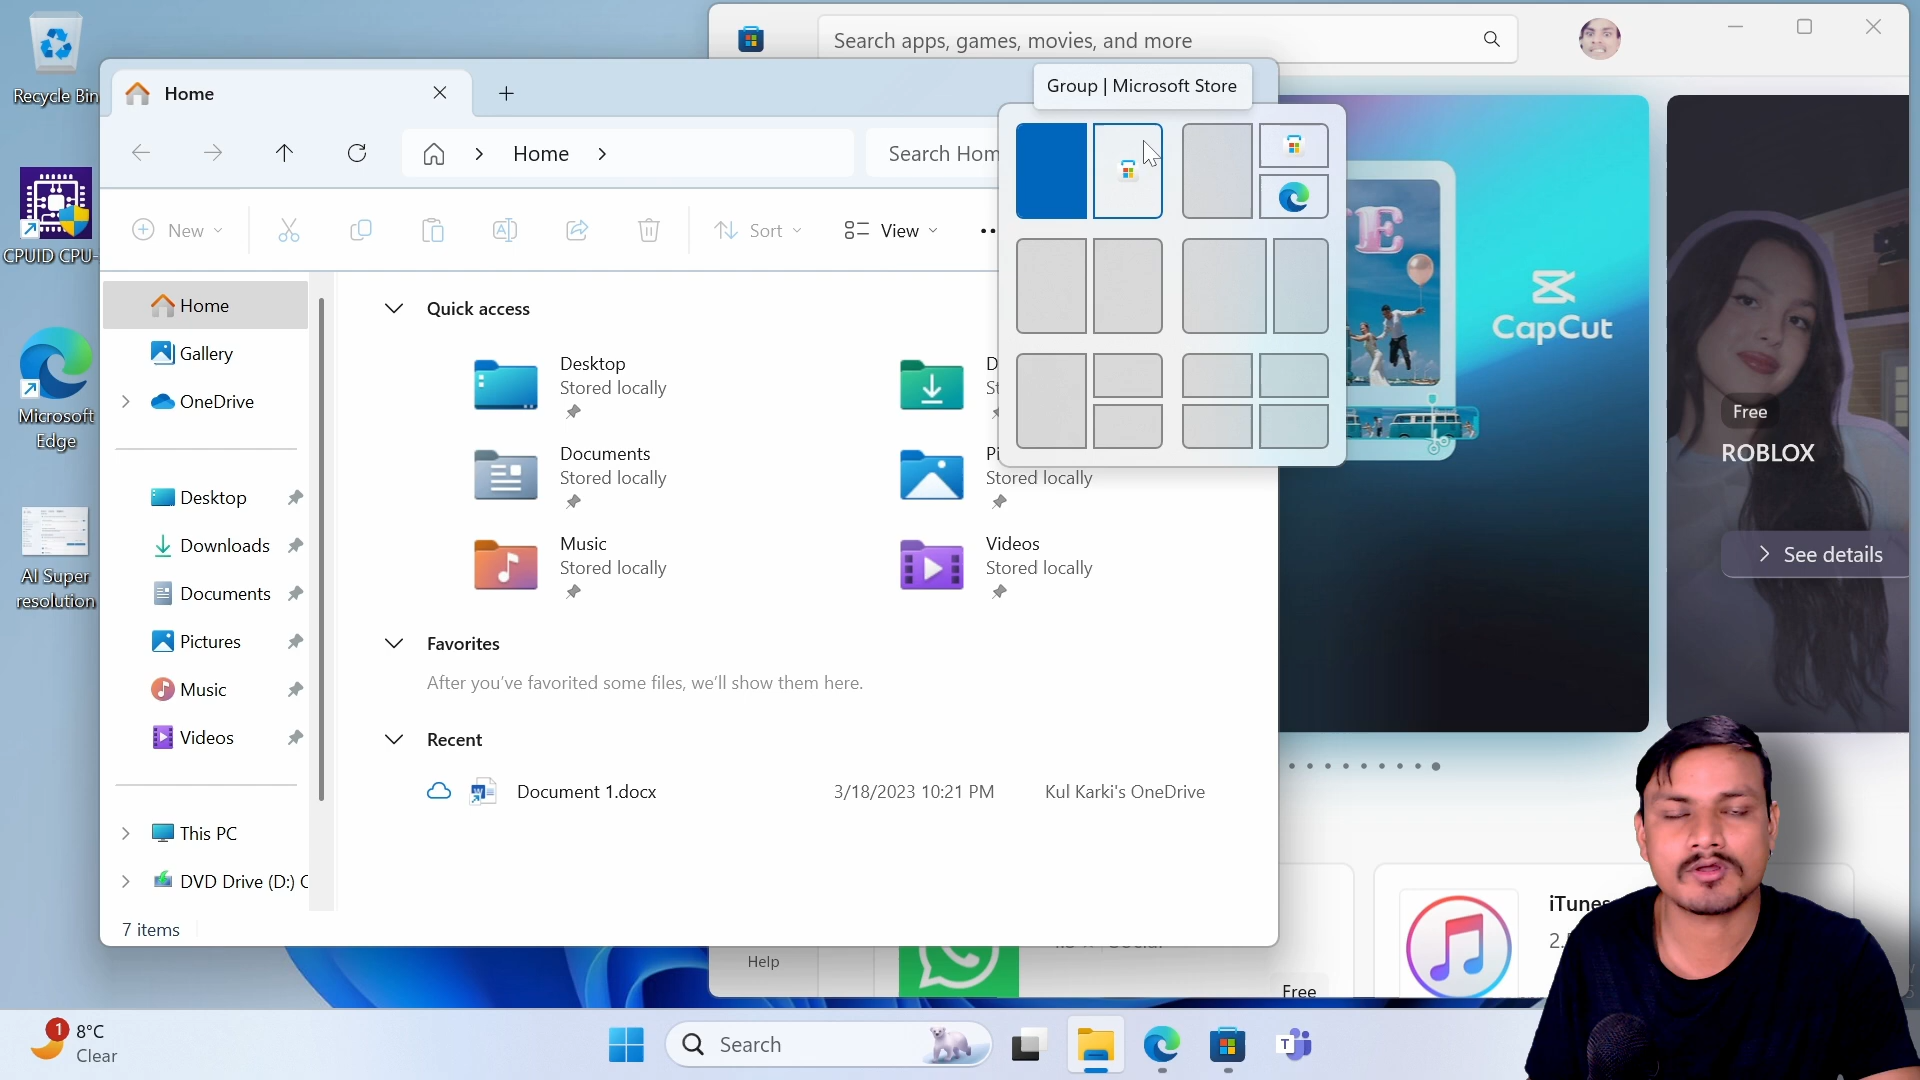 Recycle Bin
CPUID CPU-
Microsoft
Edge
AI Super
resolution
Search apps, games, movies, and more
Home
Group | Microsoft Store
Home
Search Hom
New
Sort
View
Home
Gallery
OneDrive
Desktop
Downloads
Documents
Pictures
Music
Videos
This PC
DVD Drive (D:) C
7 items
Quick access
Desktop
Stored locally
D
St
Documents
Stored locally
Pi
Stored locally
Music
Stored locally
Videos
Stored locally
Favorites
After you've favorited some files, we'll show them here.
Recent
Document 1.docx
3/18/2023 10:21 PM
Kul Karki's OneDrive
CapCut
Free
ROBLOX
See details
Help
Free
iTunes
1
8°C
Clear
Search
T